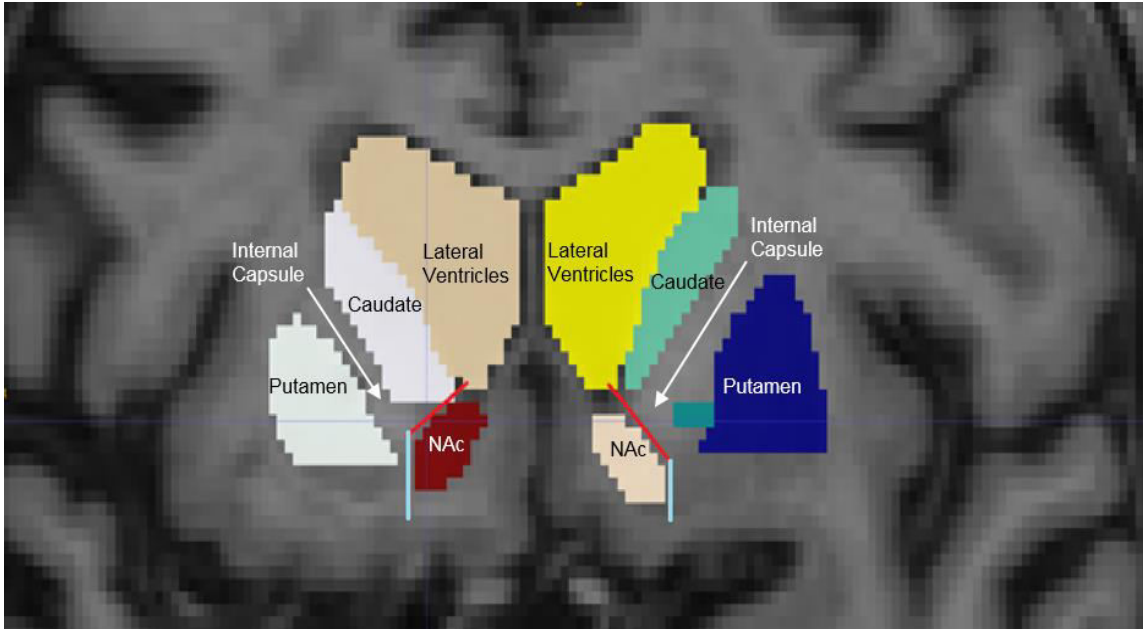 Internal
Capsule
Lateral
Ventricles
Caudate
Putamen
NAc
Lateral
Ventricles
Caudate
Internal
Capsule
Putamen
NAc